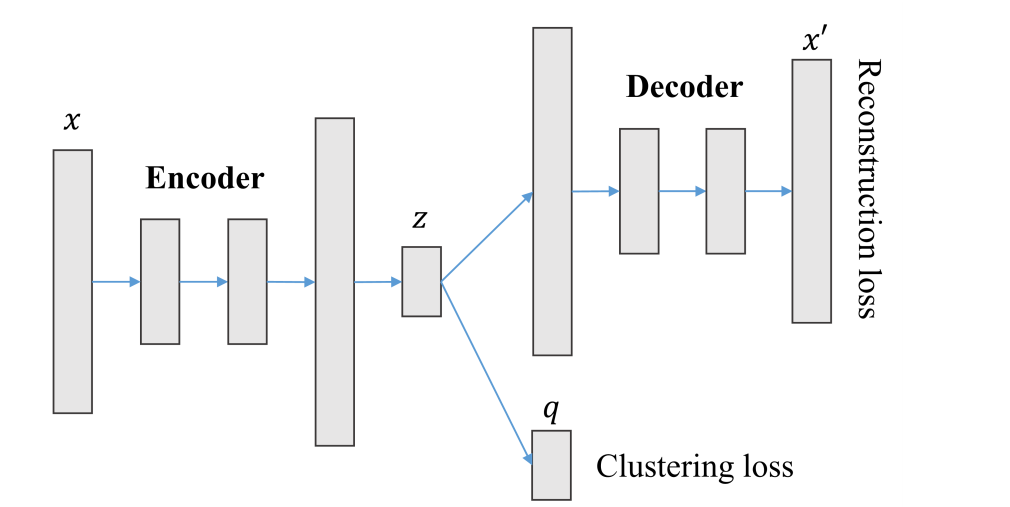 x
Encoder
z
Decoder
x′
Reconstruction loss
q
Clustering loss